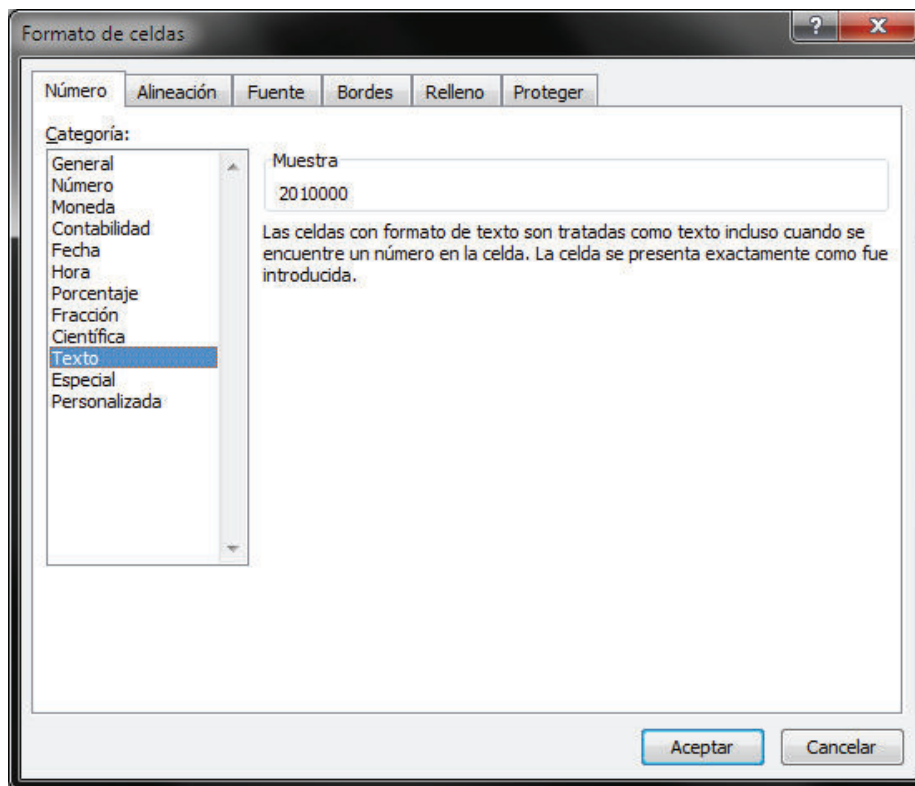 Formato de celdas
Número Alineación Fuente Bordes Relleno Proteger
Categoría:
General
Número
Moneda
Contabilidad
Fecha
Hora
Porcentaje
Fracción
Científica
Texto
Especial
Personalizada
Muestra
2010000
Las celdas con formato de texto son tratadas como texto incluso cuando se
encuentre un número en la celda. La celda se presenta exactamente como fue
introducida.
Aceptar Cancelar